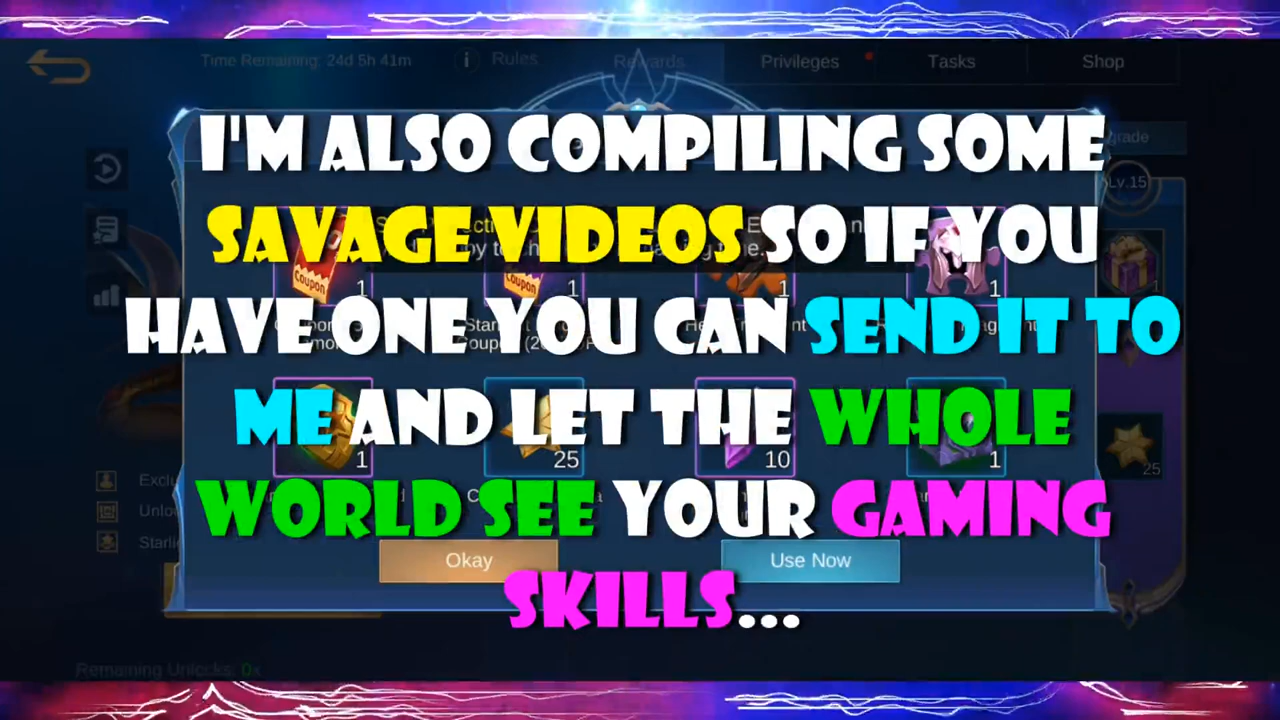 Time Remaining: 24d 5h 41m
Rules
Rewards
Privileges
Tasks
Shop
I'M ALSO COMPILING SOME
SAVAGE VIDEOS SO IF YOU
HAVE ONE YOU CAN SEND IT TO
ME AND LET THE WHOLE
WORLD SEE YOUR GAMING
SKILLS...
Lv.15
Coupon
1
Coupon
1
1
1
1
1
25
10
1
25
Okay
Use Now
Remaining Unlocks: 0x